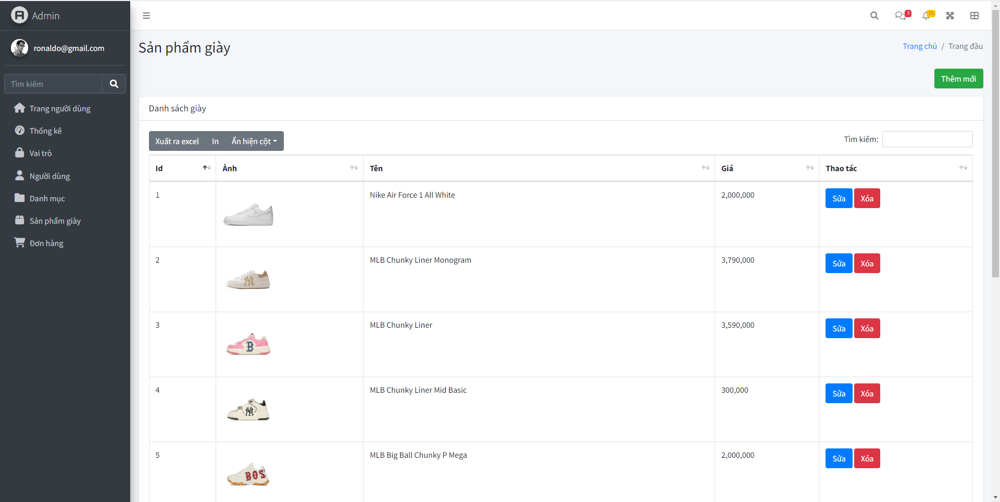 Admin
3
15
ronaldo@gmail.com
Sản phẩm giày
Trang chủ / Trang đầu
Tìm kiếm
Thêm mới
Trang người dùng
Thống kê
Vai trò
Người dùng
Danh mục
Sản phẩm giày
Đơn hàng
Danh sách giày
Xuất ra excel In Ẩn hiện cột
Tìm kiếm:
Id Ảnh Tên Giá Thao tác
1 Nike Air Force 1 All White 2,000,000 Sửa Xóa
2 MLB Chunky Liner Monogram 3,790,000 Sửa Xóa
NY
3 MLB Chunky Liner 3,590,000 Sửa Xóa
B
4 MLB Chunky Liner Mid Basic 300,000 Sửa Xóa
NY
5 MLB Big Ball Chunky P Mega 2,000,000 Sửa Xóa
BOS